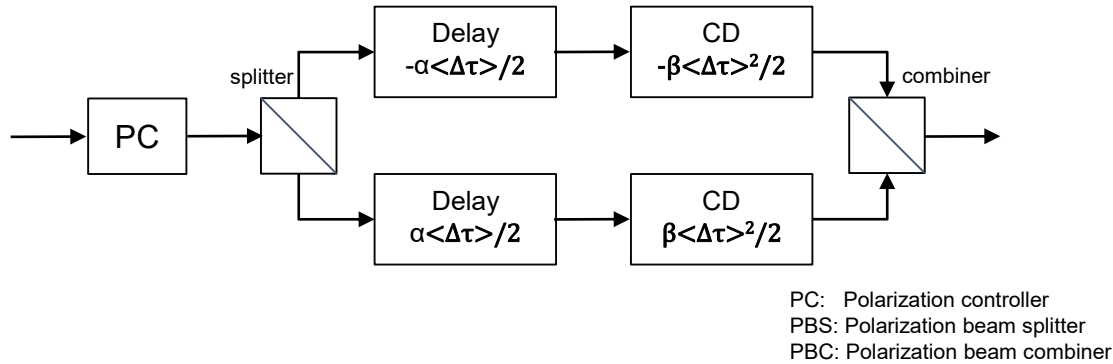 Delay
-α<Δτ>/2
CD
-β<Δτ>²/2
splitter
combiner
PC
Delay
α<Δτ>/2
CD
β<Δτ>²/2
PC: Polarization controller
PBS: Polarization beam splitter
PBC: Polarization beam combiner